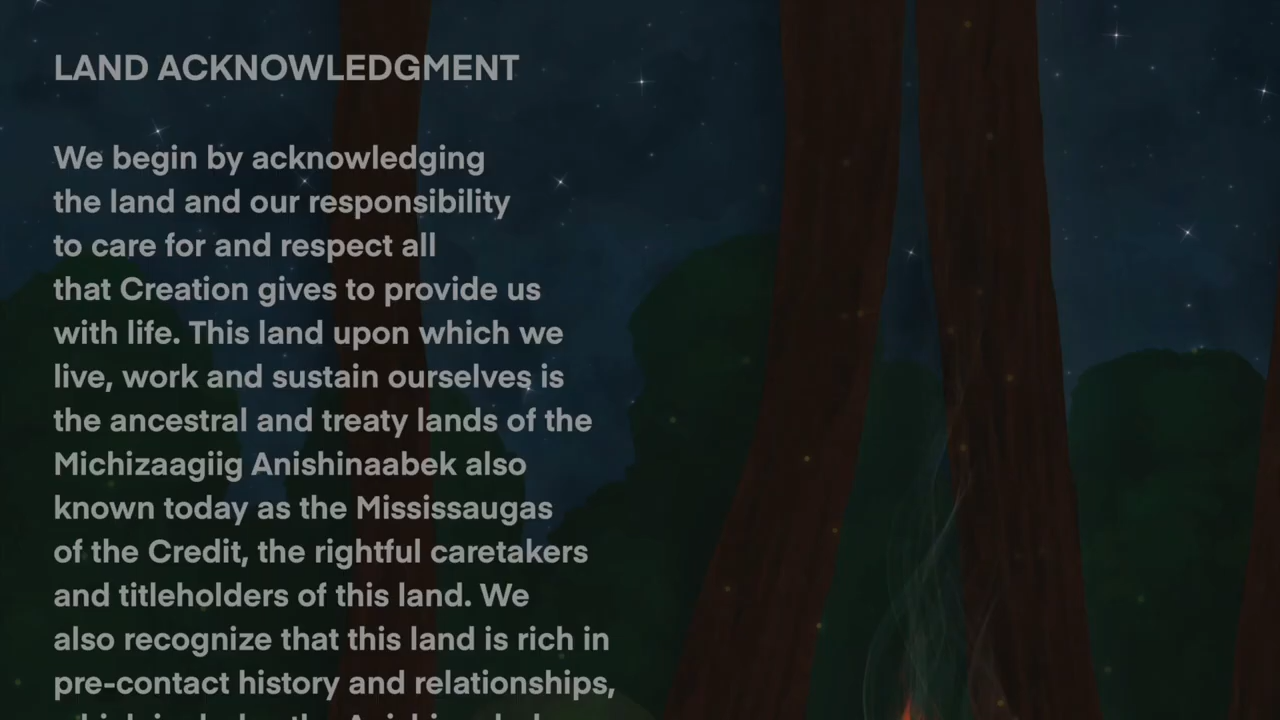 LAND ACKNOWLEDGMENT
We begin by acknowledging
the land and our responsibility
to care for and respect all
that Creation gives to provide us
with life. This land upon which we
live, work and sustain ourselves is
the ancestral and treaty lands of the
Michizaagiig Anishinaabek also
known today as the Mississaugas
of the Credit, the rightful caretakers
and titleholders of this land. We
also recognize that this land is rich in
pre-contact history and relationships,